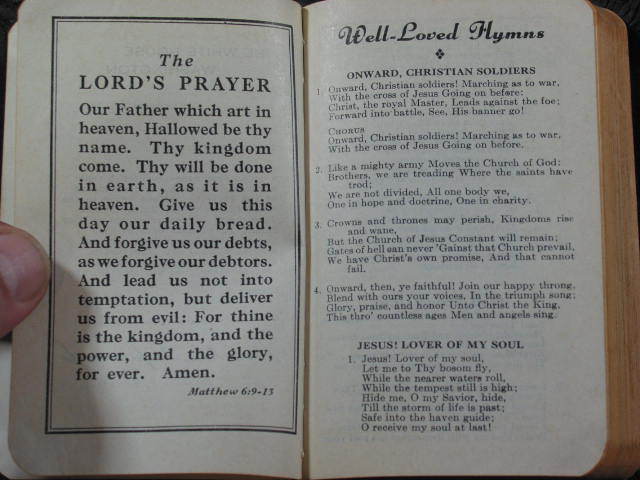 The
LORD'S PRAYER
Our Father which art in
heaven, Hallowed be thy
name. Thy kingdom
come. Thy will be done
in earth, as it is in
heaven. Give us this
day our daily bread.
And forgive us our debts,
as we forgive our debtors.
And lead us not into
temptation, but deliver
us from evil: For thine
is the kingdom, and the
power, and the glory,
for ever. Amen.
Matthew 6:9-13
Well-Loved Hymns
ONWARD, CHRISTIAN SOLDIERS
1. Onward, Christian soldiers! Marching as to war,
With the cross of Jesus Going on before:
Christ, the royal Master, Leads against the foe;
Forward into battle, See, His banner go!
CHORUS
Onward, Christian soldiers! Marching as to war,
With the cross of Jesus Going on before.
2. Like a mighty army Moves the Church of God:
Brothers, we are treading Where the saints have
trod;
We are not divided, All one body we,
One in hope and doctrine, One in charity.
3. Crowns and thrones may perish, Kingdoms rise
and wane,
But the Church of Jesus Constant will remain;
Gates of hell can never 'Gainst that Church prevail,
We have Christ's own promise, And that cannot
fail.
4. Onward, then, ye faithful! Join our happy throng.
Blend with ours your voices, In the triumph song;
Glory, praise, and honor Unto Christ the King,
This thro' countless ages Men and angels sing.
JESUS! LOVER OF MY SOUL
1. Jesus! Lover of my soul,
Let me to Thy bosom fly,
While the nearer waters roll,
While the tempest still is high;
Hide me, O my Savior, hide,
Till the storm of life is past;
Safe into the haven guide;
O receive my soul at last!